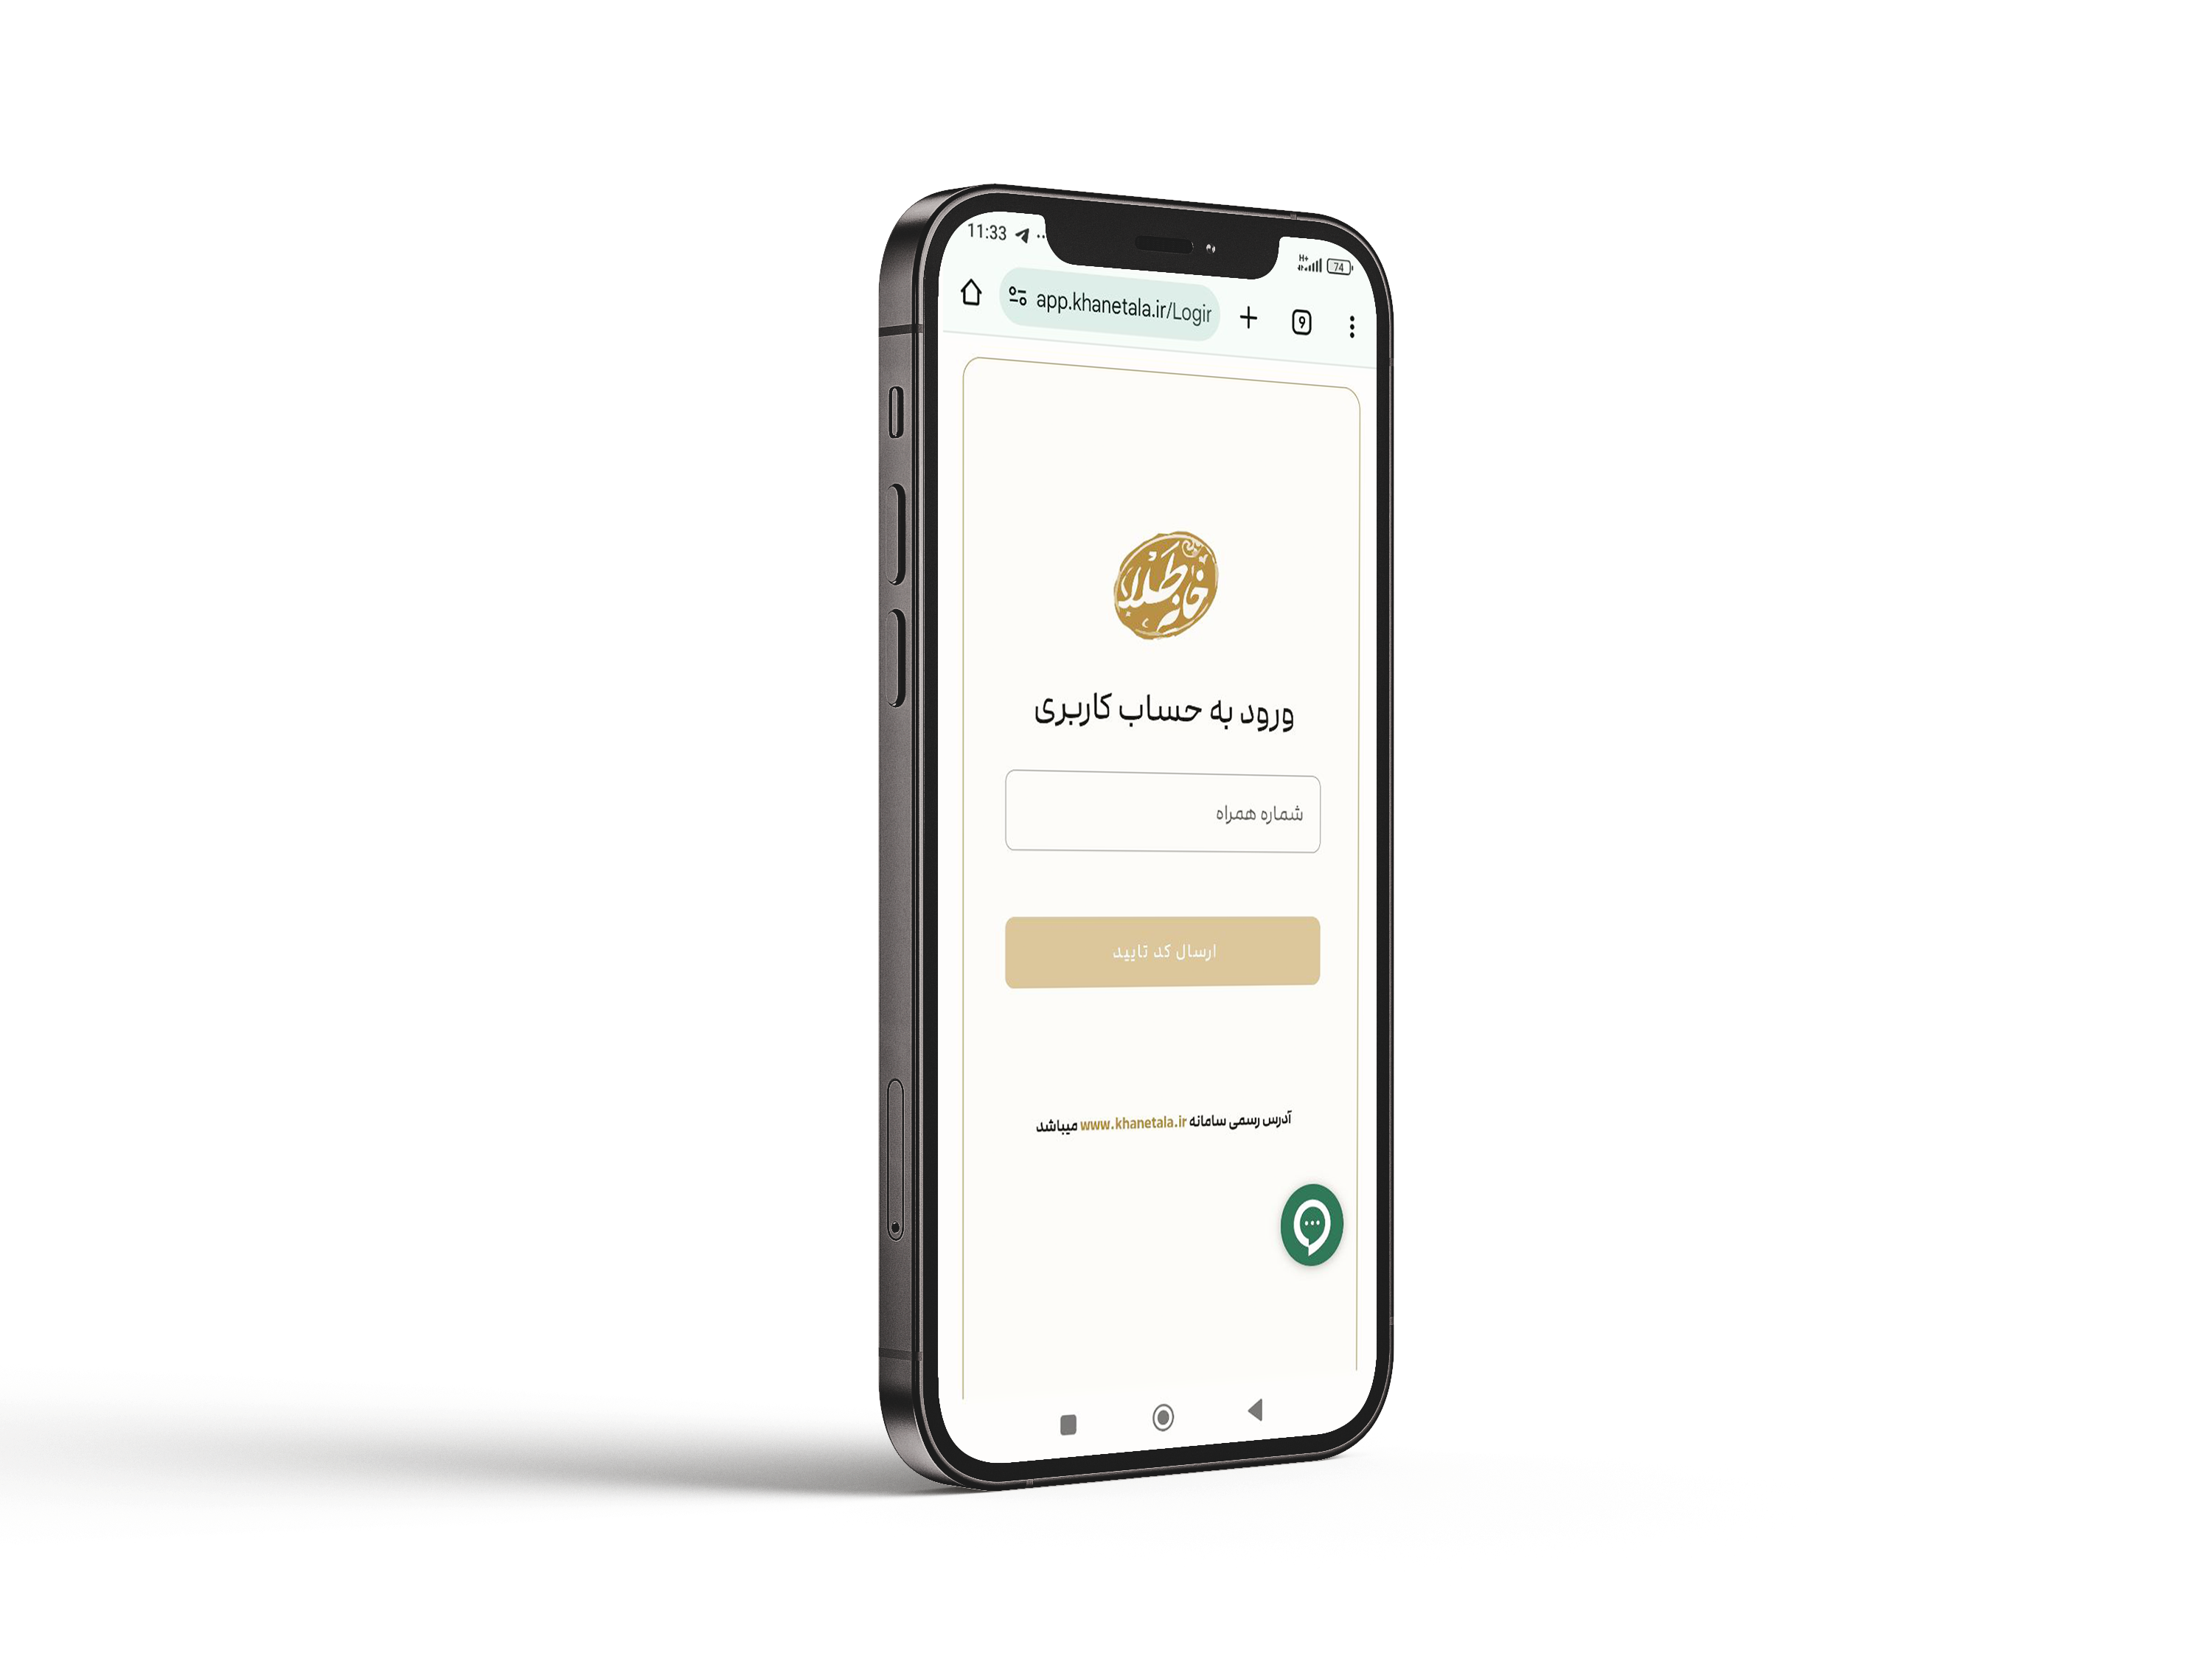 11:33
H+
74
app.khanetala.ir/Logir
9
خانه طلا
ورود به حساب کاربری
شماره همراه
ارسال کد تایید
آدرس رسمی سامانه www.khanetala.ir میباشد